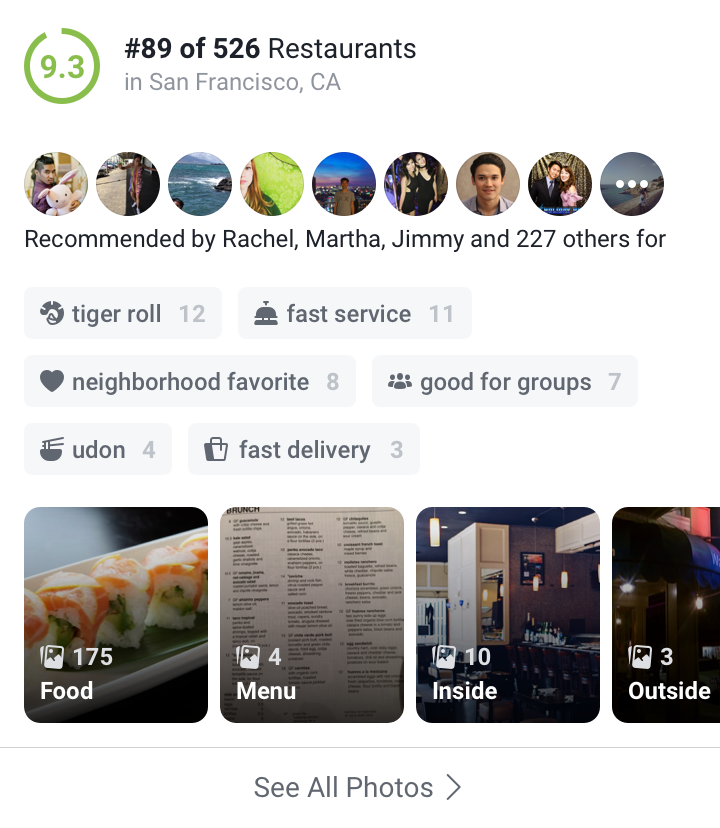 9.3
#89 of 526 Restaurants
in San Francisco, CA
Recommended by Rachel, Martha, Jimmy and 227 others for
tiger roll 12
fast service 11
neighborhood favorite 8
good for groups 7
udon 4
fast delivery 3
BRUNCH
175
Food
4
Menu
10
Inside
3
Outside
See All Photos